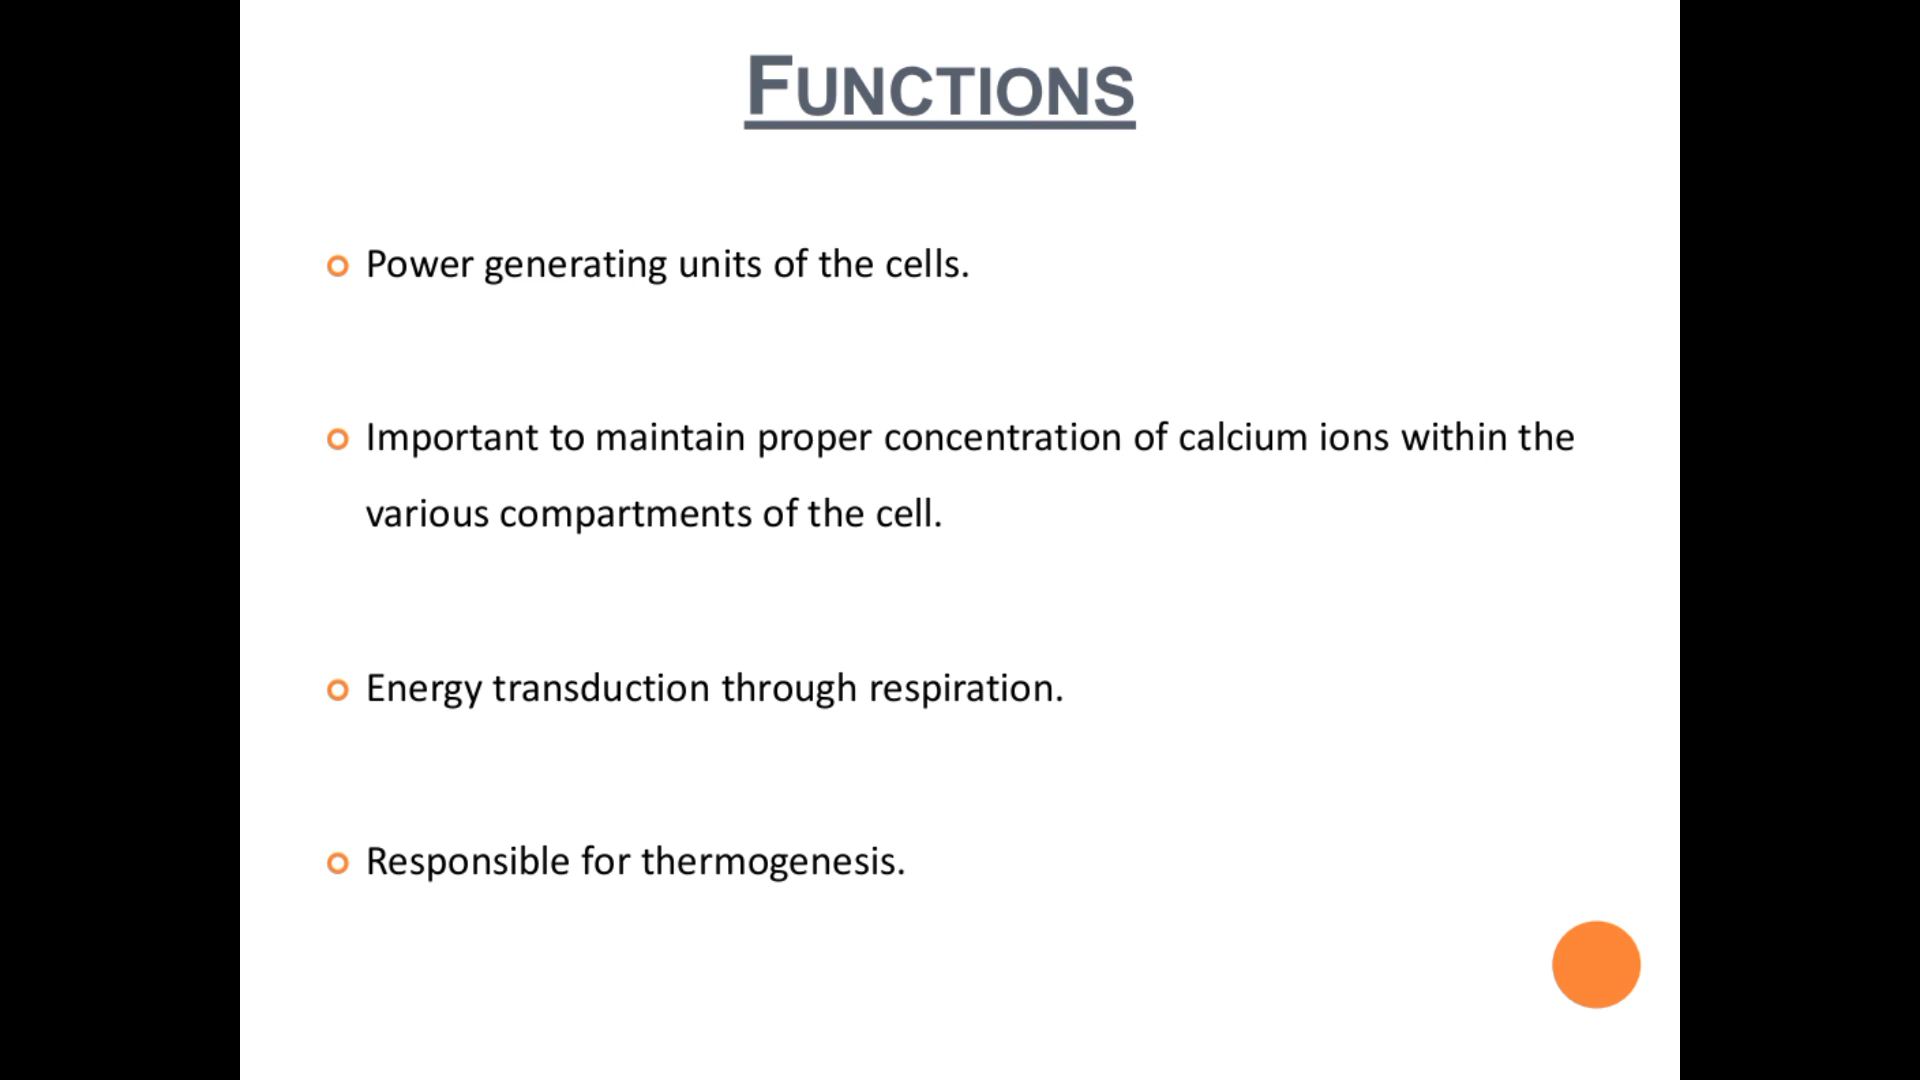 FUNCTIONS
Power generating units of the cells.
Important to maintain proper concentration of calcium ions within the
various compartments of the cell.
Energy transduction through respiration.
Responsible for thermogenesis.